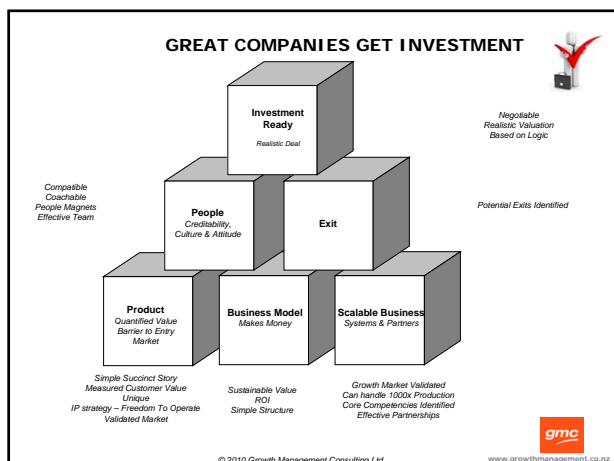 GREAT COMPANIES GET INVESTMENT
Investment
Ready
Realistic Deal
Negotiable
Realistic Valuation
Based on Logic
Compatible
Coachable
People Magnets
Effective Team
People
Creditability,
Culture & Attitude
Exit
Potential Exits Identified
Product
Quantified Value
Barrier to Entry
Market
Business Model
Makes Money
Scalable Business
Systems & Partners
Simple Succinct Story
Measured Customer Value
Unique
IP strategy – Freedom To Operate
Validated Market
Sustainable Value
ROI
Simple Structure
Growth Market Validated
Can handle 1000x Production
Core Competencies Identified
Effective Partnerships
gmc
© 2010 Growth Management Consulting Ltd
www.growthmanagement.co.nz